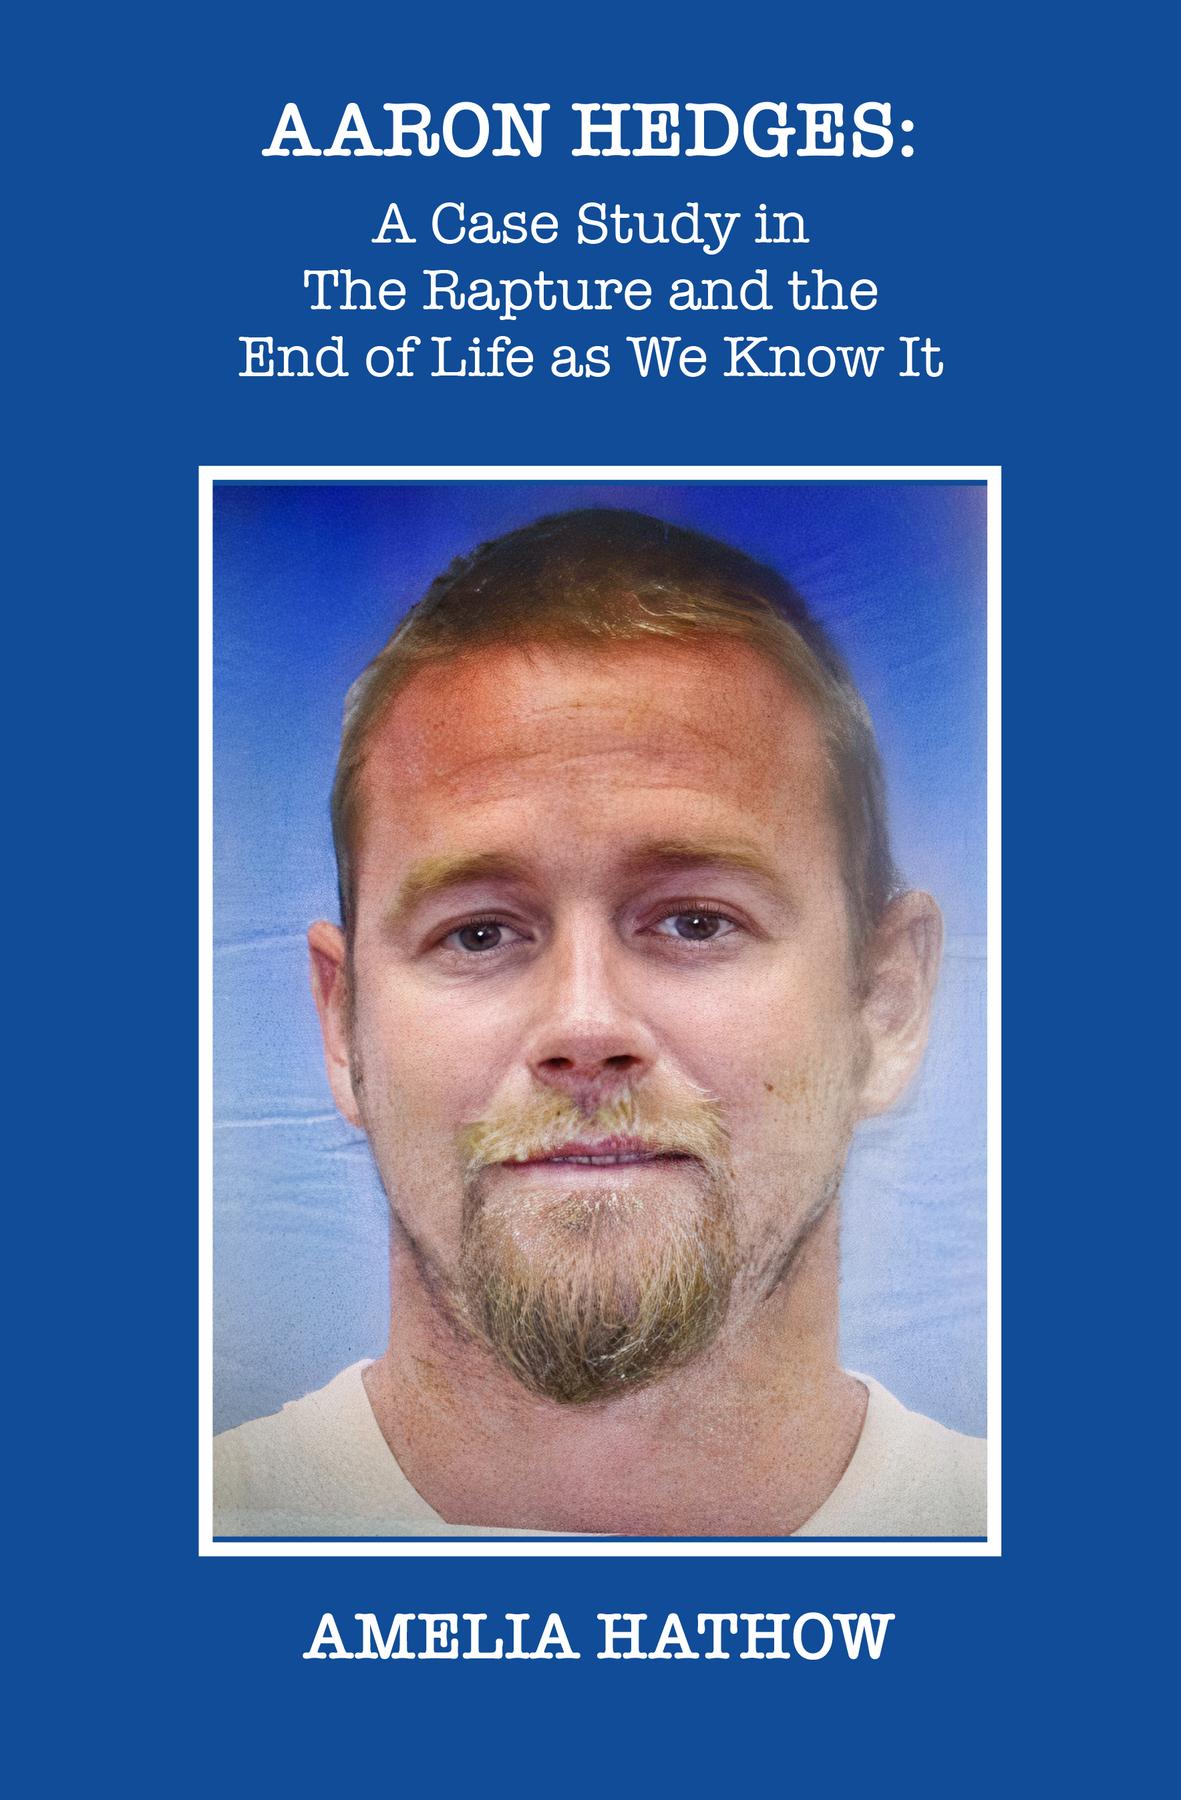 AARON HEDGES:
A Case Study in
The Rapture and the
End of Life as We Know It
AMELIA HATHOW